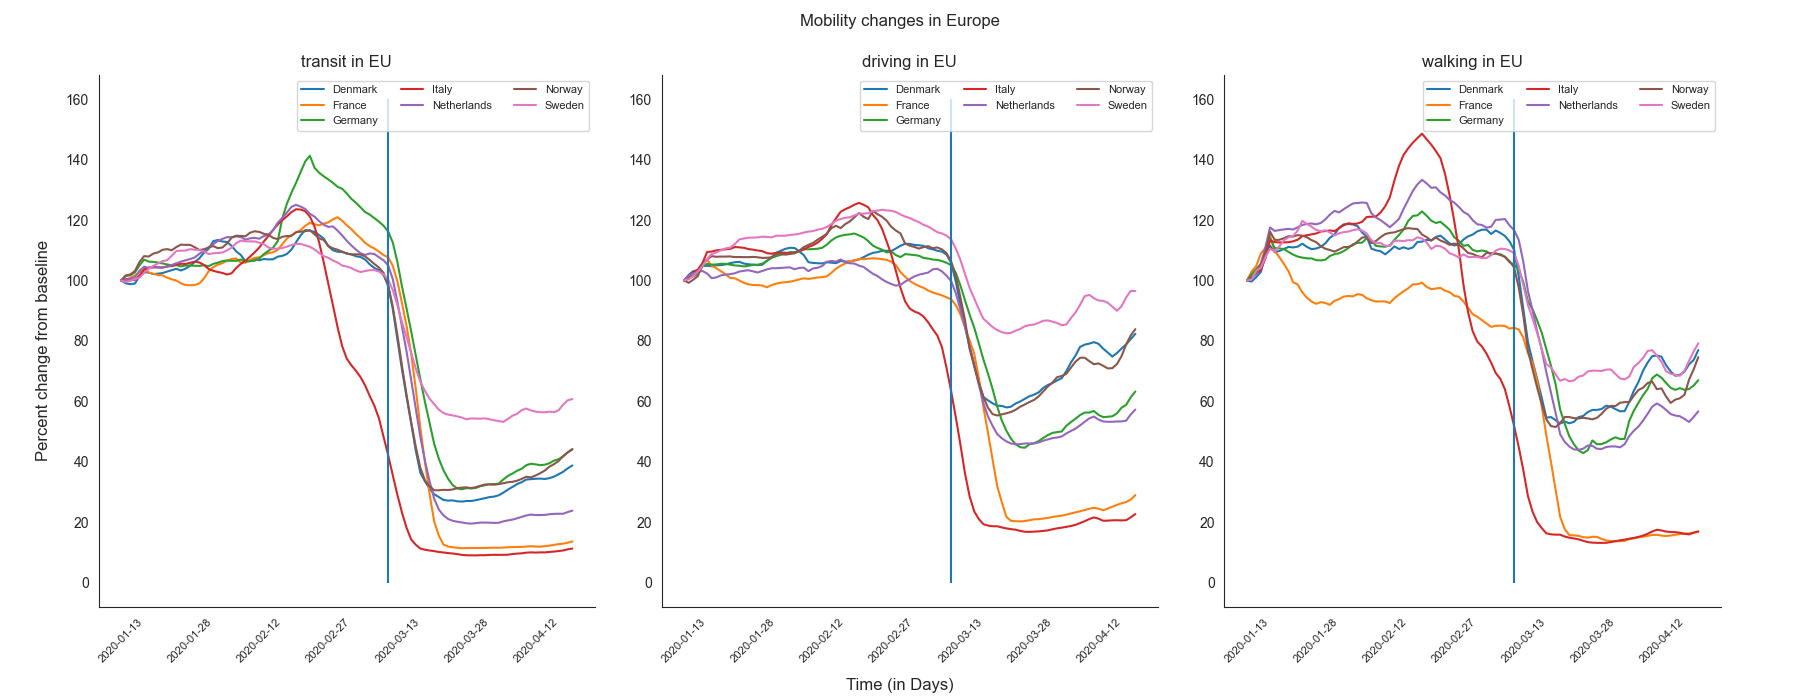 Mobility changes in Europe
transit in EU
driving in EU
walking in EU
Percent change from baseline
160
140
120
100
80
60
40
20
0
Denmark Italy Norway
France Netherlands Sweden
Germany
2020-01-13 2020-01-28 2020-02-12 2020-02-27 2020-03-13 2020-03-28 2020-04-12
160
140
120
100
80
60
40
20
0
Denmark Italy Norway
France Netherlands Sweden
Germany
2020-01-13 2020-01-28 2020-02-12 2020-02-27 2020-03-13 2020-03-28 2020-04-12
160
140
120
100
80
60
40
20
0
Denmark Italy Norway
France Netherlands Sweden
Germany
2020-01-13 2020-01-28 2020-02-12 2020-02-27 2020-03-13 2020-03-28 2020-04-12
Time (in Days)